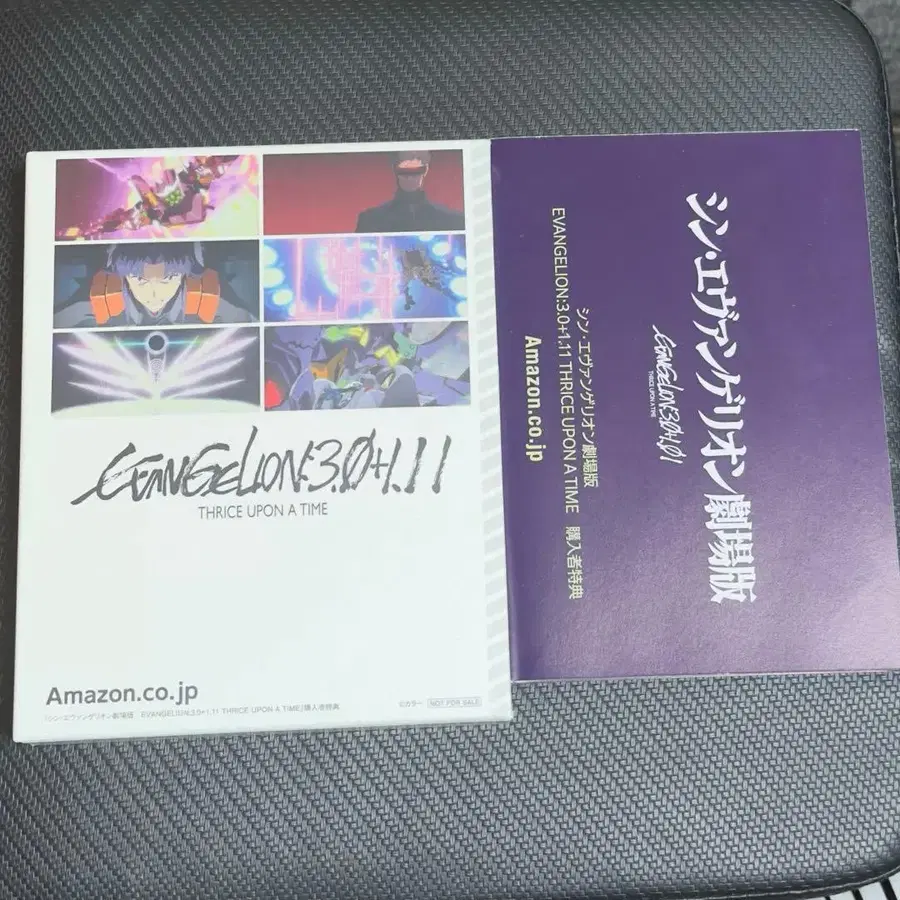 EVANGELION:3.0+1.11
THRICE UPON A TIME
Amazon.co.jp
『シン・エヴァンゲリオン劇場版 EVANGELION:3.0+1.11 THRICE UPON A TIME』購入者特典
©カラー NOT FOR SALE
シン・エヴァンゲリオン劇場版
EVANGELION:3.0+1.01
THRICE UPON A TIME
シン・エヴァンゲリオン劇場版
EVANGELION:3.0+1.11 THRICE UPON A TIME 購入者特典
Amazon.co.jp